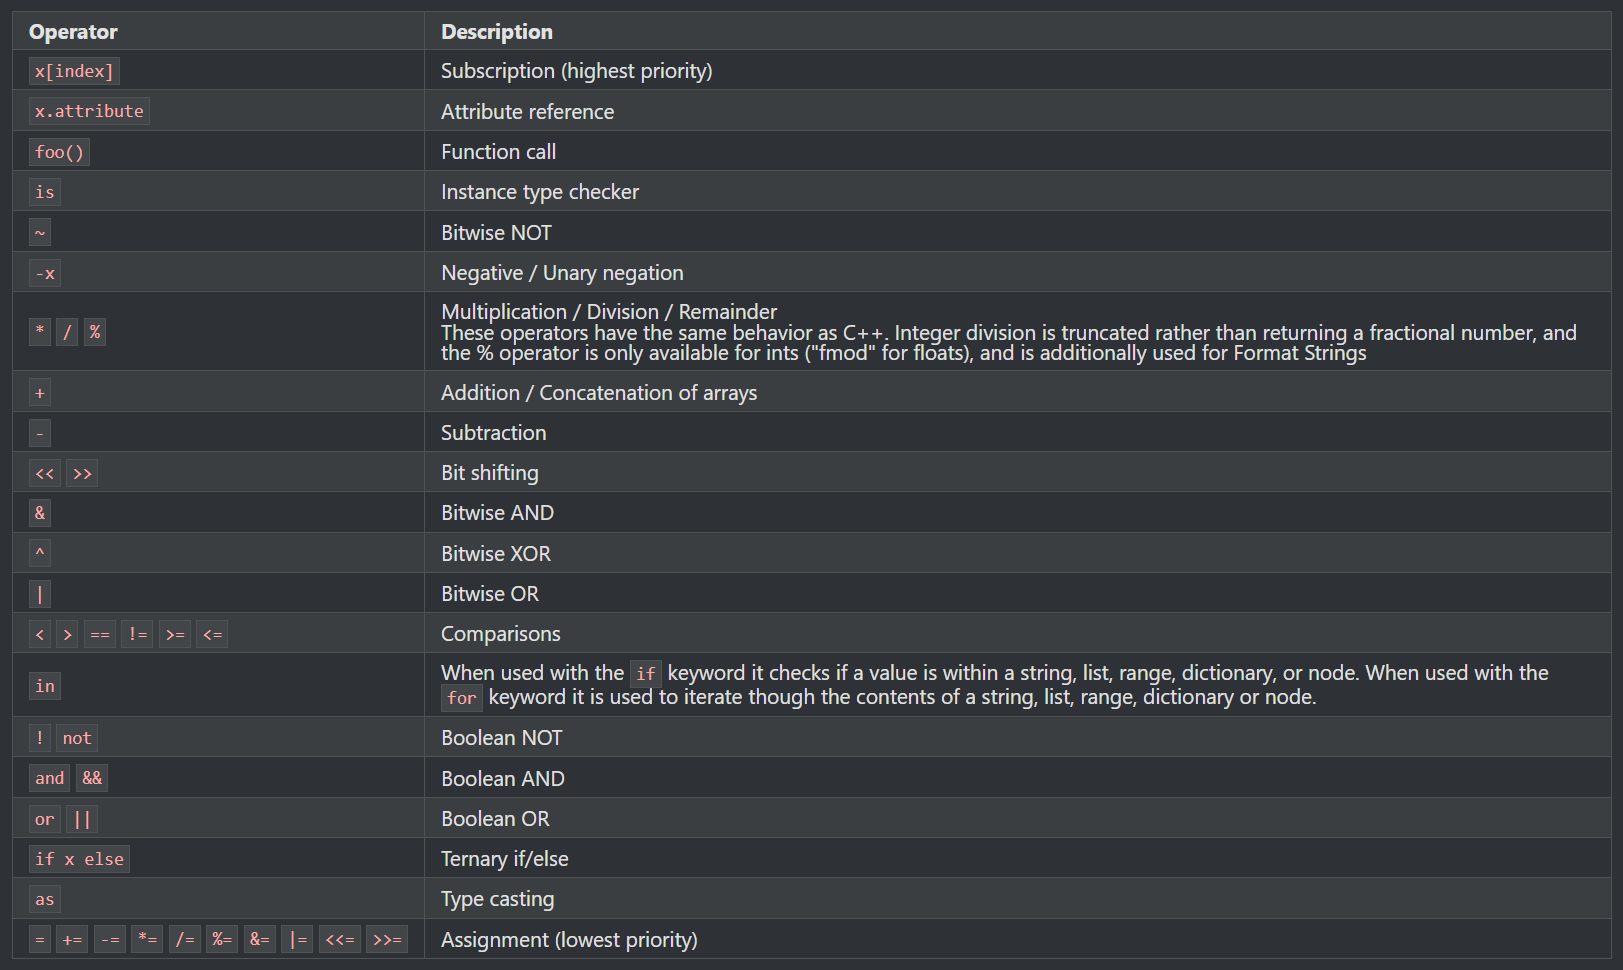 Operator Description
x[index] Subscription (highest priority)
x.attribute Attribute reference
foo() Function call
is Instance type checker
~ Bitwise NOT
-x Negative / Unary negation
* / % Multiplication / Division / Remainder
These operators have the same behavior as C++. Integer division is truncated rather than returning a fractional number, and
the % operator is only available for ints ("fmod" for floats), and is additionally used for Format Strings
+ Addition / Concatenation of arrays
- Subtraction
<< >> Bit shifting
& Bitwise AND
^ Bitwise XOR
| Bitwise OR
< > == != >= <= Comparisons
in When used with the if keyword it checks if a value is within a string, list, range, dictionary, or node. When used with the
for keyword it is used to iterate though the contents of a string, list, range, dictionary or node.
! not Boolean NOT
and && Boolean AND
or || Boolean OR
if x else Ternary if/else
as Type casting
= += -= *= /= %= &= |= <<= >>= Assignment (lowest priority)